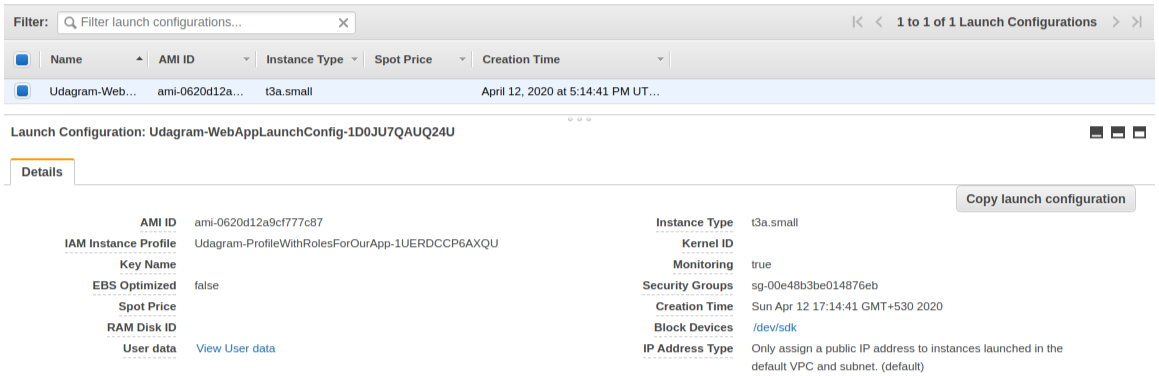 Filter: Filter launch configurations... 1 to 1 of 1 Launch Configurations
Name AMI ID Instance Type Spot Price Creation Time
Udagram-Web... ami-0620d12a... t3a.small April 12, 2020 at 5:14:41 PM UT...
Launch Configuration: Udagram-WebAppLaunchConfig-1D0JU7QAUQ24U
Details
Copy launch configuration
AMI ID ami-0620d12a9cf777c87 Instance Type t3a.small
IAM Instance Profile Udagram-ProfileWithRolesForOurApp-1UERDCCP6AXQU Kernel ID
Key Name Monitoring true
EBS Optimized false Security Groups sg-00e48b3be014876eb
Spot Price Creation Time Sun Apr 12 17:14:41 GMT+530 2020
RAM Disk ID Block Devices /dev/sdk
User data View User data IP Address Type Only assign a public IP address to instances launched in the
default VPC and subnet. (default)